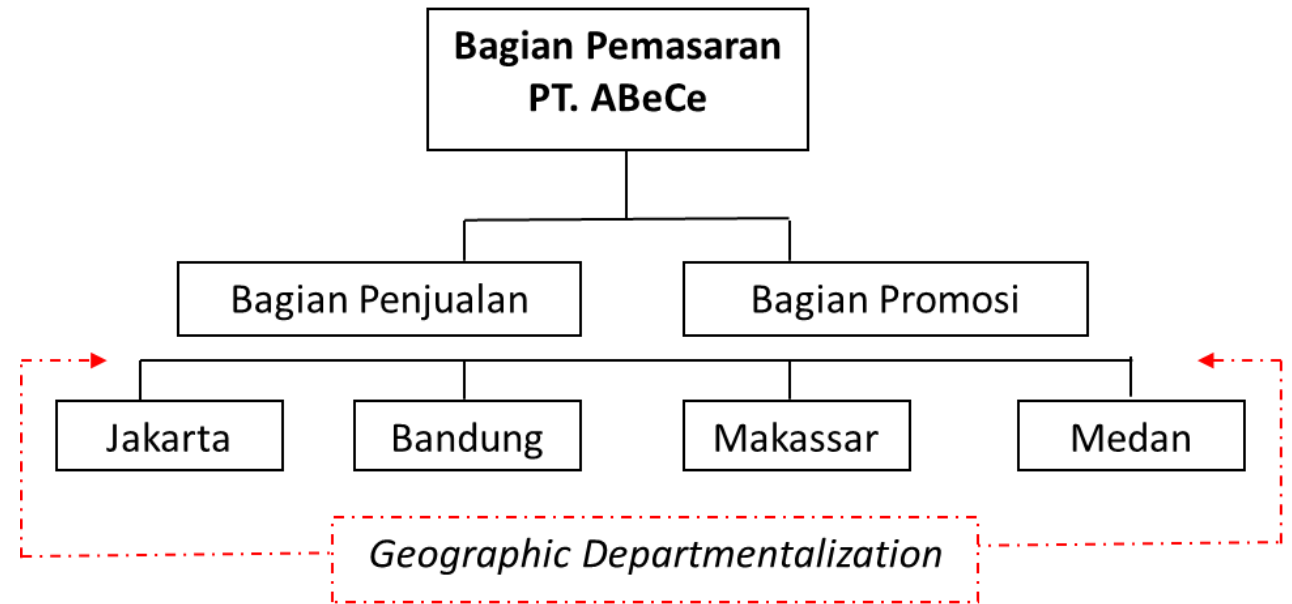 Bagian Pemasaran
PT. ABeCe
Bagian Penjualan
Bagian Promosi
Jakarta
Bandung
Makassar
Medan
Geographic Departmentalization